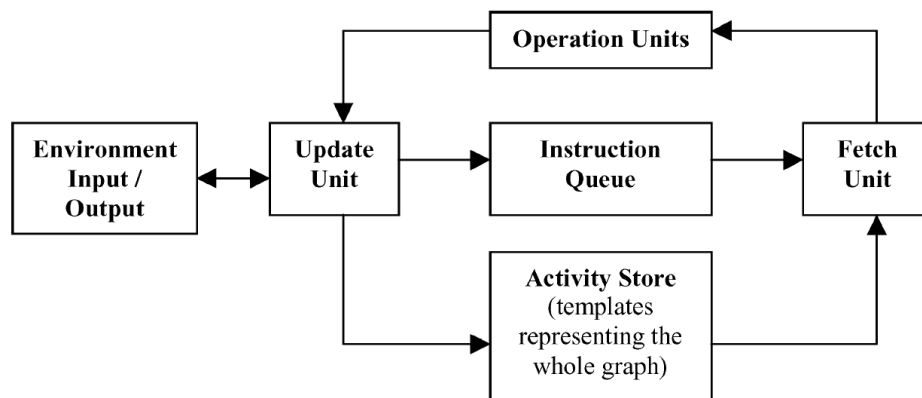 Operation Units
Environment
Input /
Output
Update
Unit
Instruction
Queue
Fetch
Unit
Activity Store
(templates
representing the
whole graph)